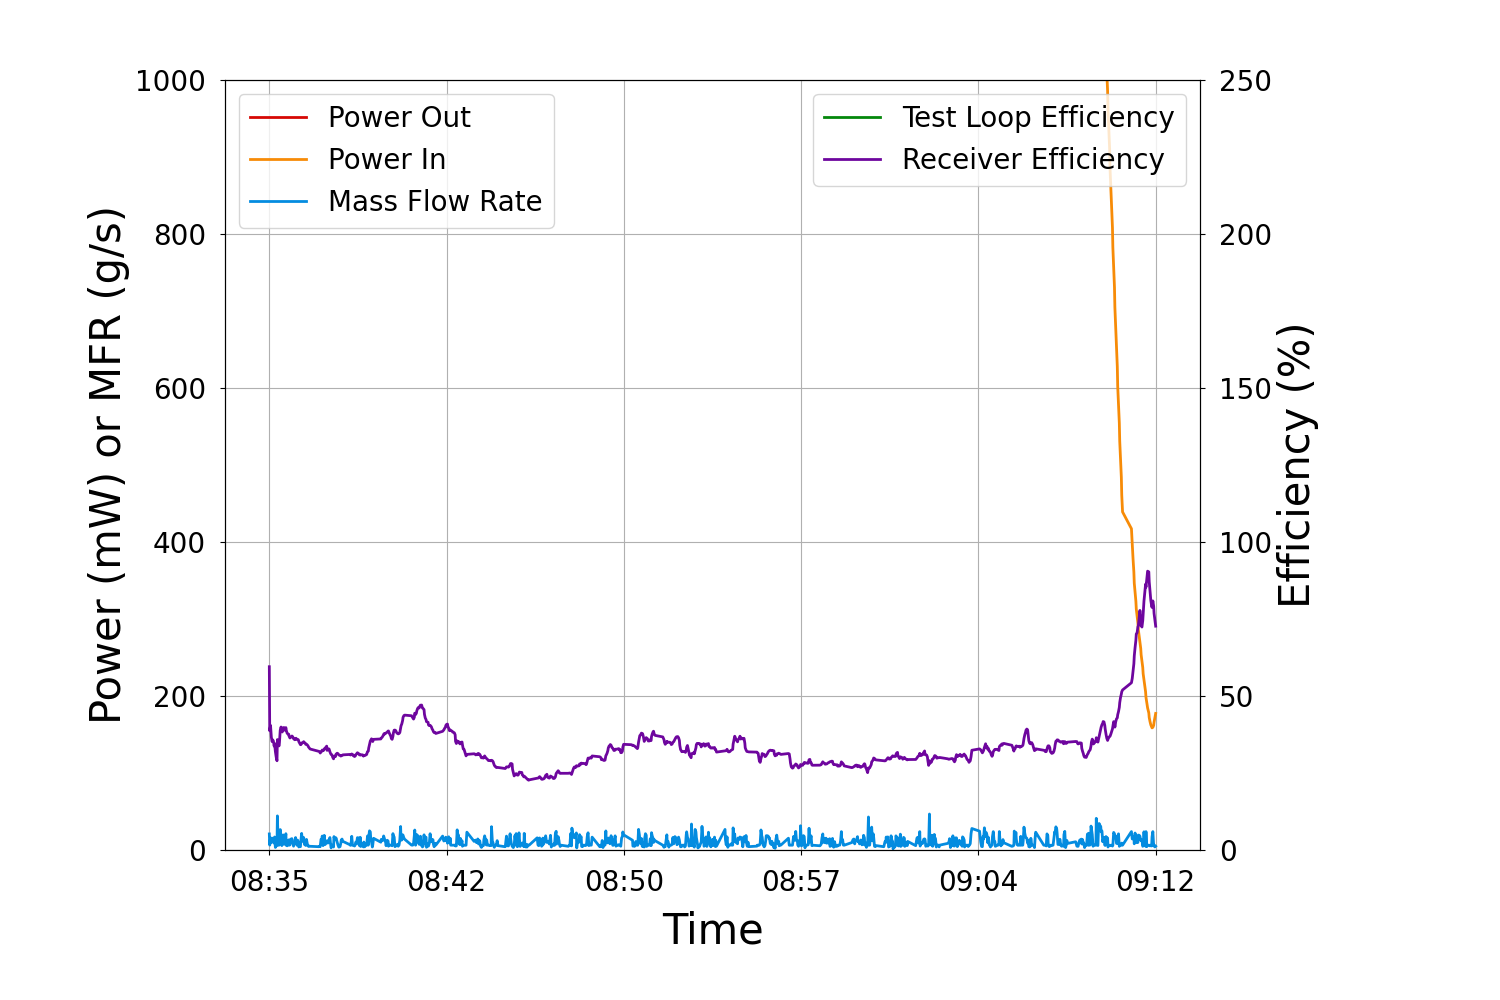 1000
800
600
400
200
0
Power (mW) or MFR (g/s)
Power Out
Power In
Mass Flow Rate
Test Loop Efficiency
Receiver Efficiency
250
200
150
100
50
0
Efficiency (%)
08:35 08:42 08:50 08:57 09:04 09:12
Time